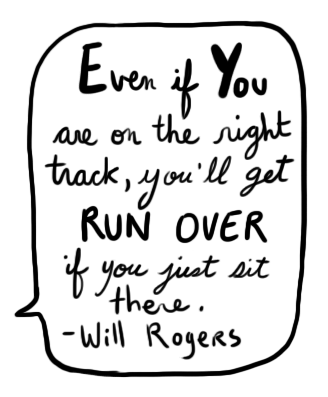 Even if You
are on the right
track, you'll get
RUN OVER
if you just sit
there.
-Will Rogers